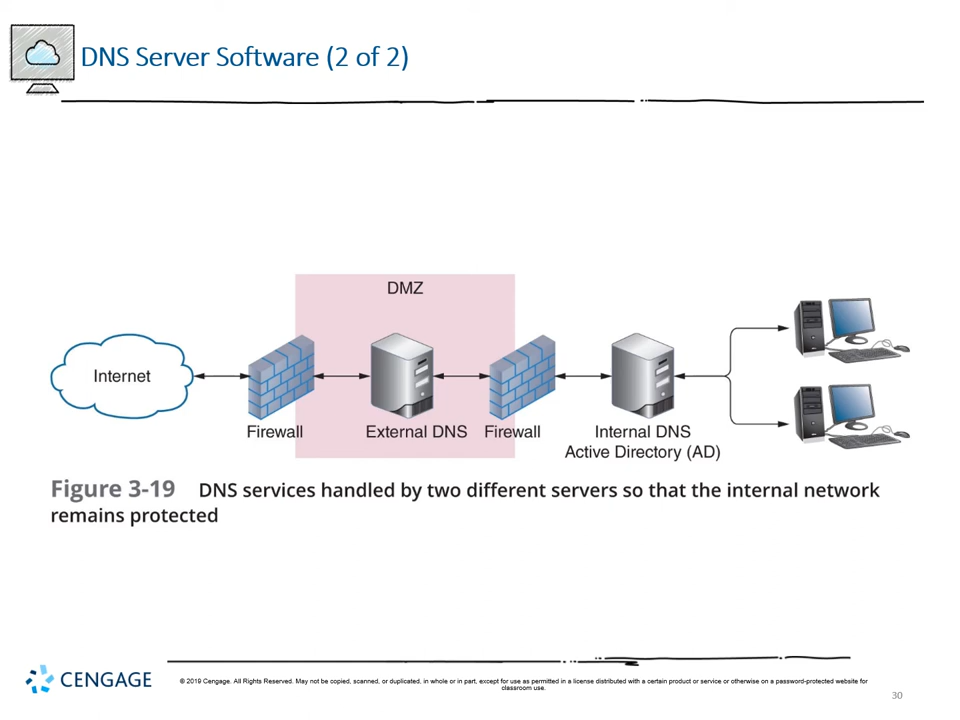 DNS Server Software (2 of 2)
DMZ
Internet
Firewall
External DNS
Firewall
Internal DNS
Active Directory (AD)
Figure 3-19 DNS services handled by two different servers so that the internal network
remains protected
CENGAGE
© 2019 Cengage. All Rights Reserved. May not be copied, scanned, or duplicated, in whole or in part, except for use as permitted in a license distributed with a certain product or service or otherwise on a password-protected website for
classroom use.
30